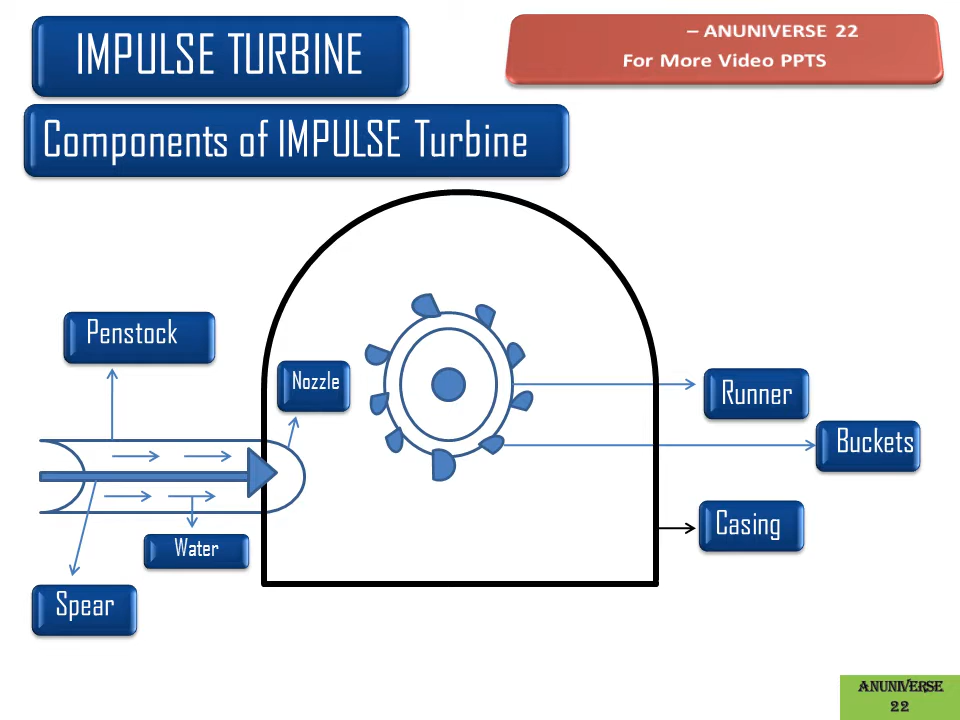 IMPULSE TURBINE
– ANUNIVERSE 22
For More Video PPTS
Components of IMPULSE Turbine
Penstock
Nozzle
Runner
Buckets
Casing
Water
Spear
ANUNIVERSE
22